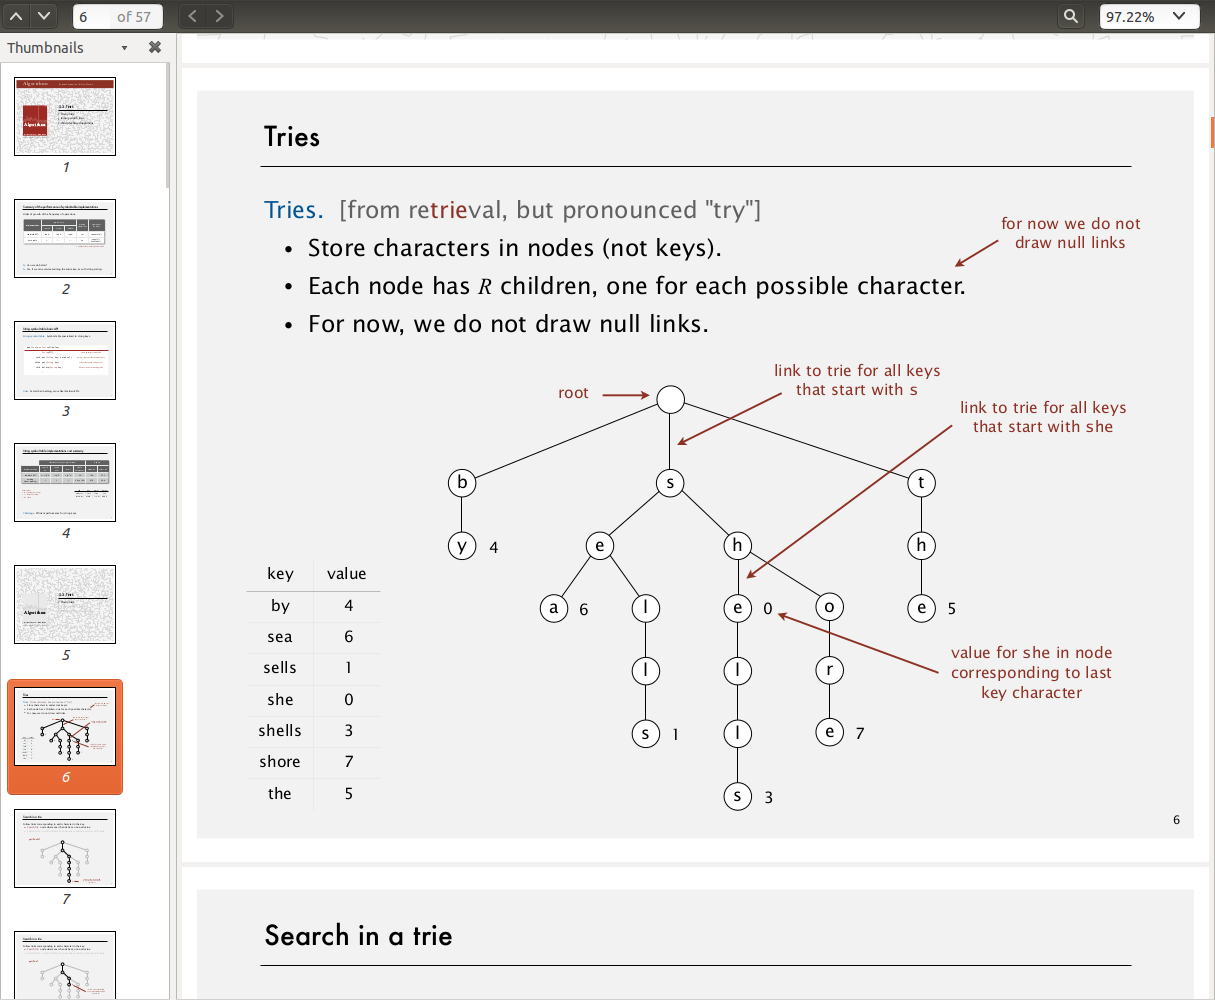 6 of 57
97.22%
Thumbnails
1
2
3
4
5
6
7
Tries
Tries. [from retrieval, but pronounced "try"]
• Store characters in nodes (not keys).
• Each node has R children, one for each possible character.
• For now, we do not draw null links.
for now we do not
draw null links
root
link to trie for all keys
that start with s
link to trie for all keys
that start with she
b s t
y 4 e h h
a 6 l e 0 o e 5
l l r
s 1 l e 7
s 3
value for she in node
corresponding to last
key character
key value
by 4
sea 6
sells 1
she 0
shells 3
shore 7
the 5
6
Search in a trie